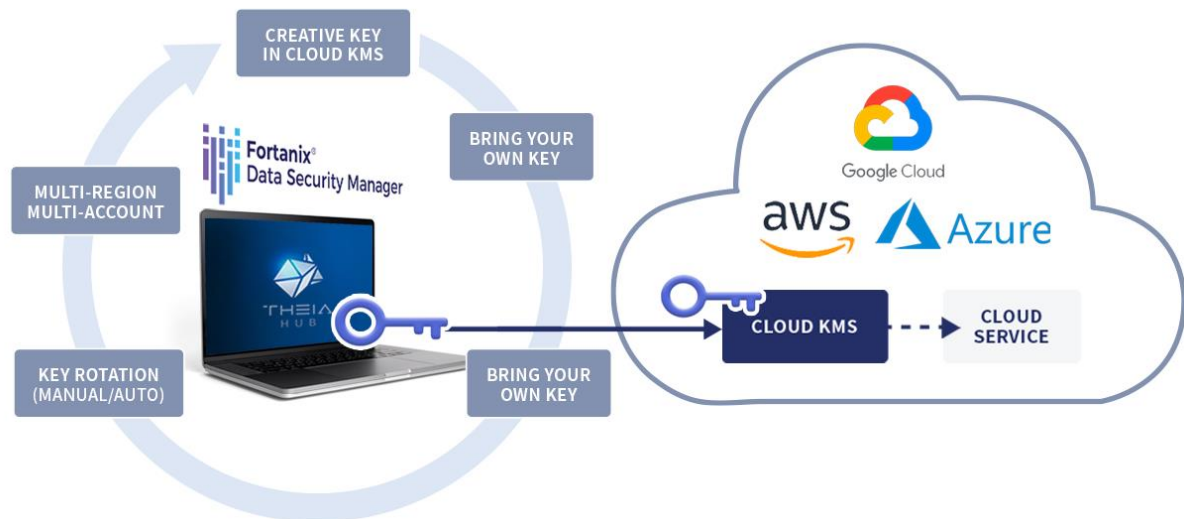 CREATIVE KEY
IN CLOUD KMS
BRING YOUR
OWN KEY
Fortanix®
Data Security Manager
MULTI-REGION
MULTI-ACCOUNT
THEIA
HUB
KEY ROTATION
(MANUAL/AUTO)
BRING YOUR
OWN KEY
Google Cloud
aws
Azure
CLOUD KMS
CLOUD
SERVICE